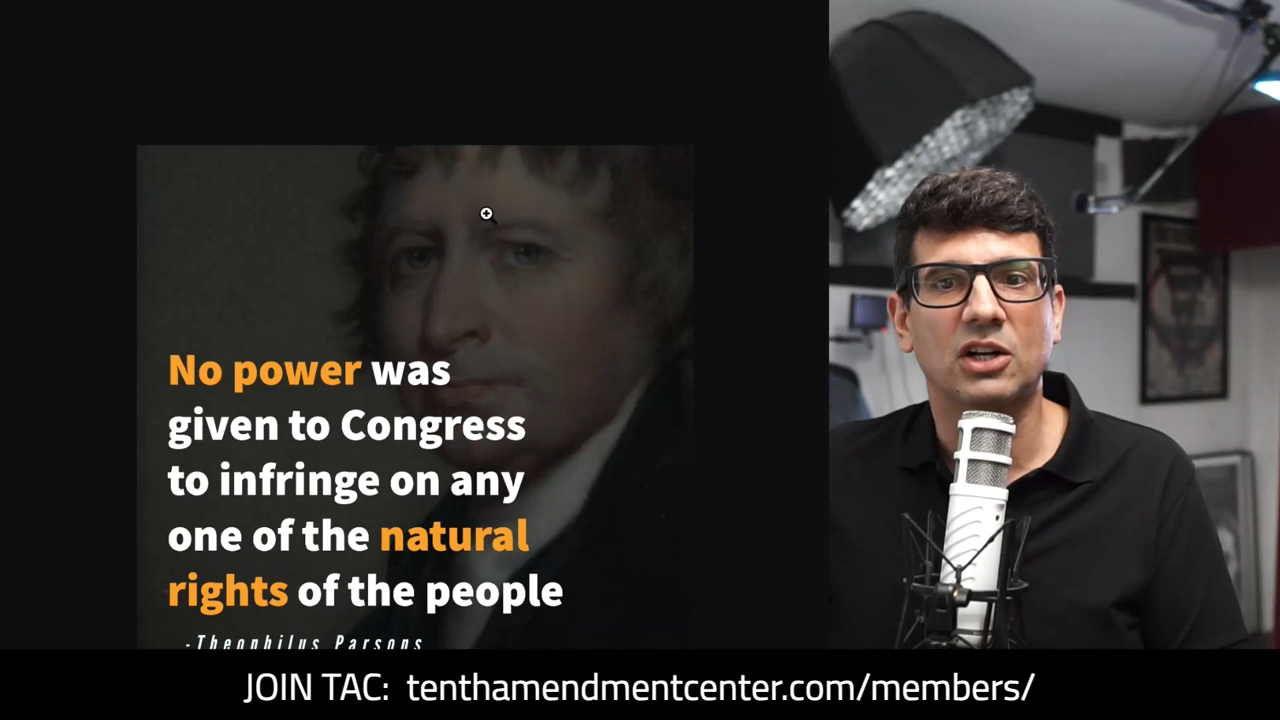 No power was
given to Congress
to infringe on any
one of the natural
rights of the people
-Theophilus Parsons
JOIN TAC: tenthamendmentcenter.com/members/